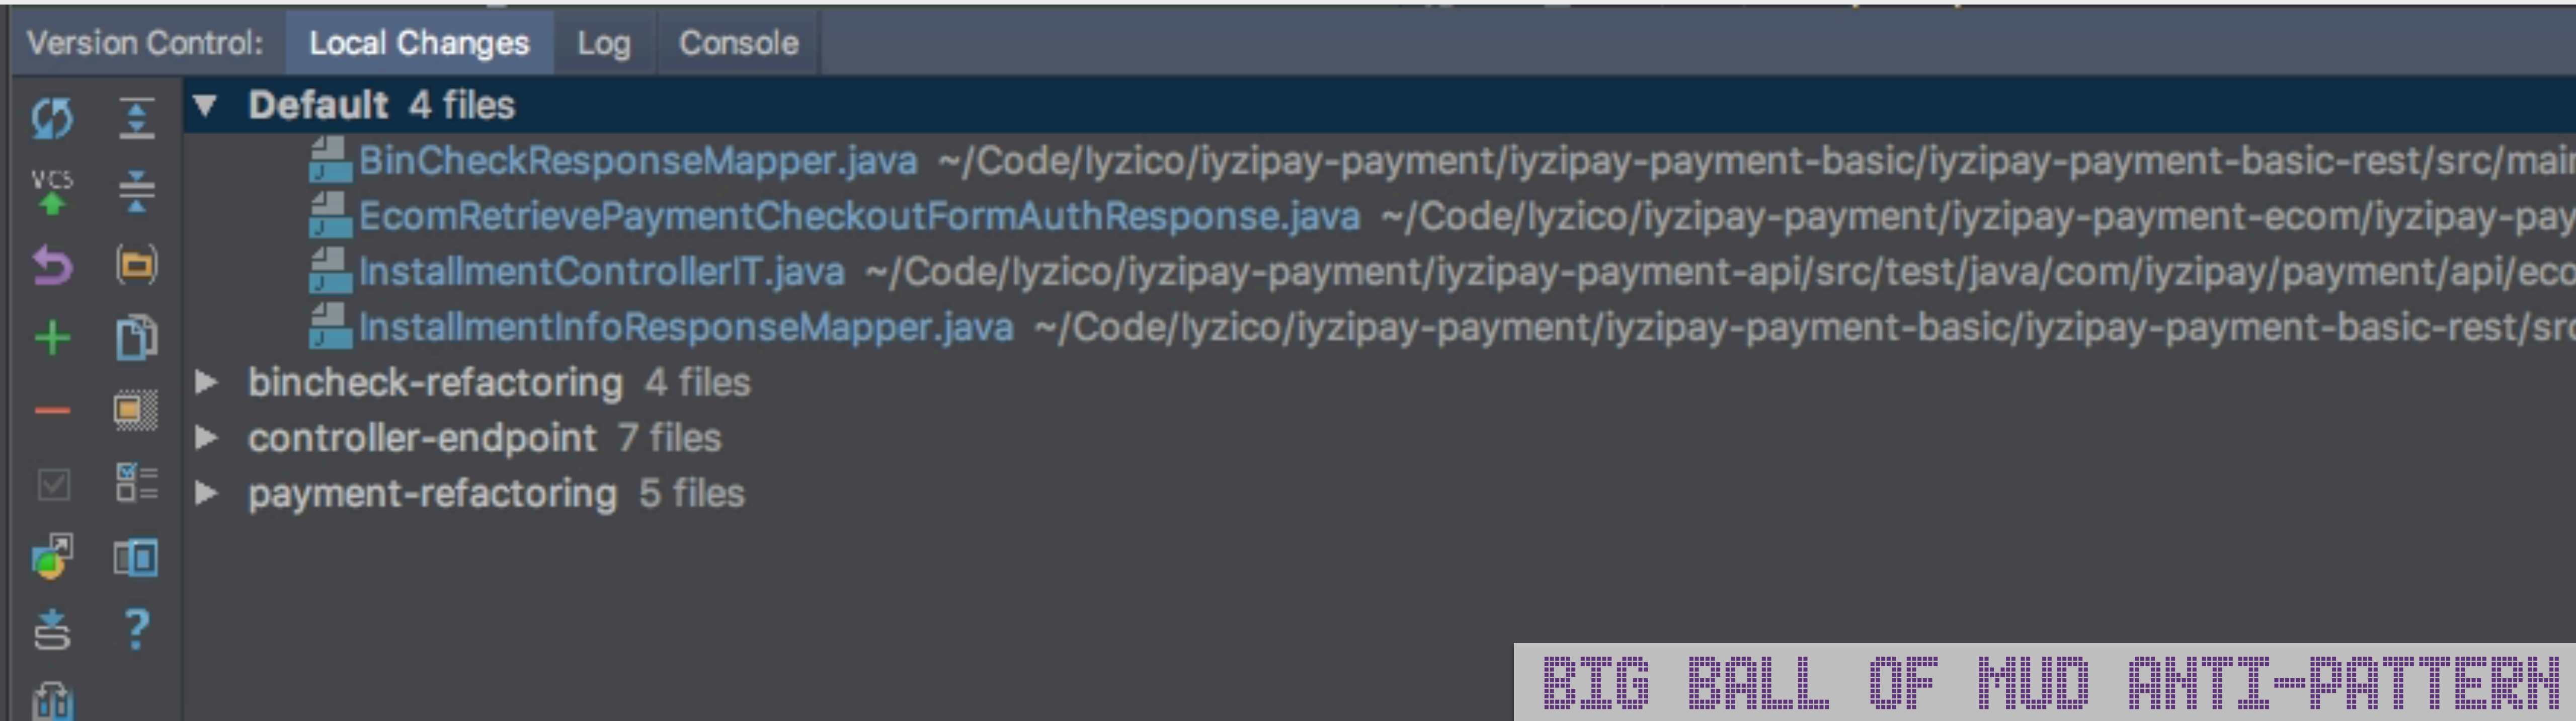 Version Control: Local Changes Log Console
Default 4 files
BinCheckResponseMapper.java ~/Code/Iyzico/iyzipay-payment/iyzipay-payment-basic/iyzipay-payment-basic-rest/src/main
EcomRetrievePaymentCheckoutFormAuthResponse.java ~/Code/Iyzico/iyzipay-payment/iyzipay-payment-ecom/iyzipay-pay
InstallmentControllerIT.java ~/Code/Iyzico/iyzipay-payment/iyzipay-payment-api/src/test/java/com/iyzipay/payment/api/eco
InstallmentInfoResponseMapper.java ~/Code/Iyzico/iyzipay-payment/iyzipay-payment-basic/iyzipay-payment-basic-rest/src
VCS
bincheck-refactoring 4 files
controller-endpoint 7 files
payment-refactoring 5 files
?
BIG BALL OF MUD ANTI-PATTERN